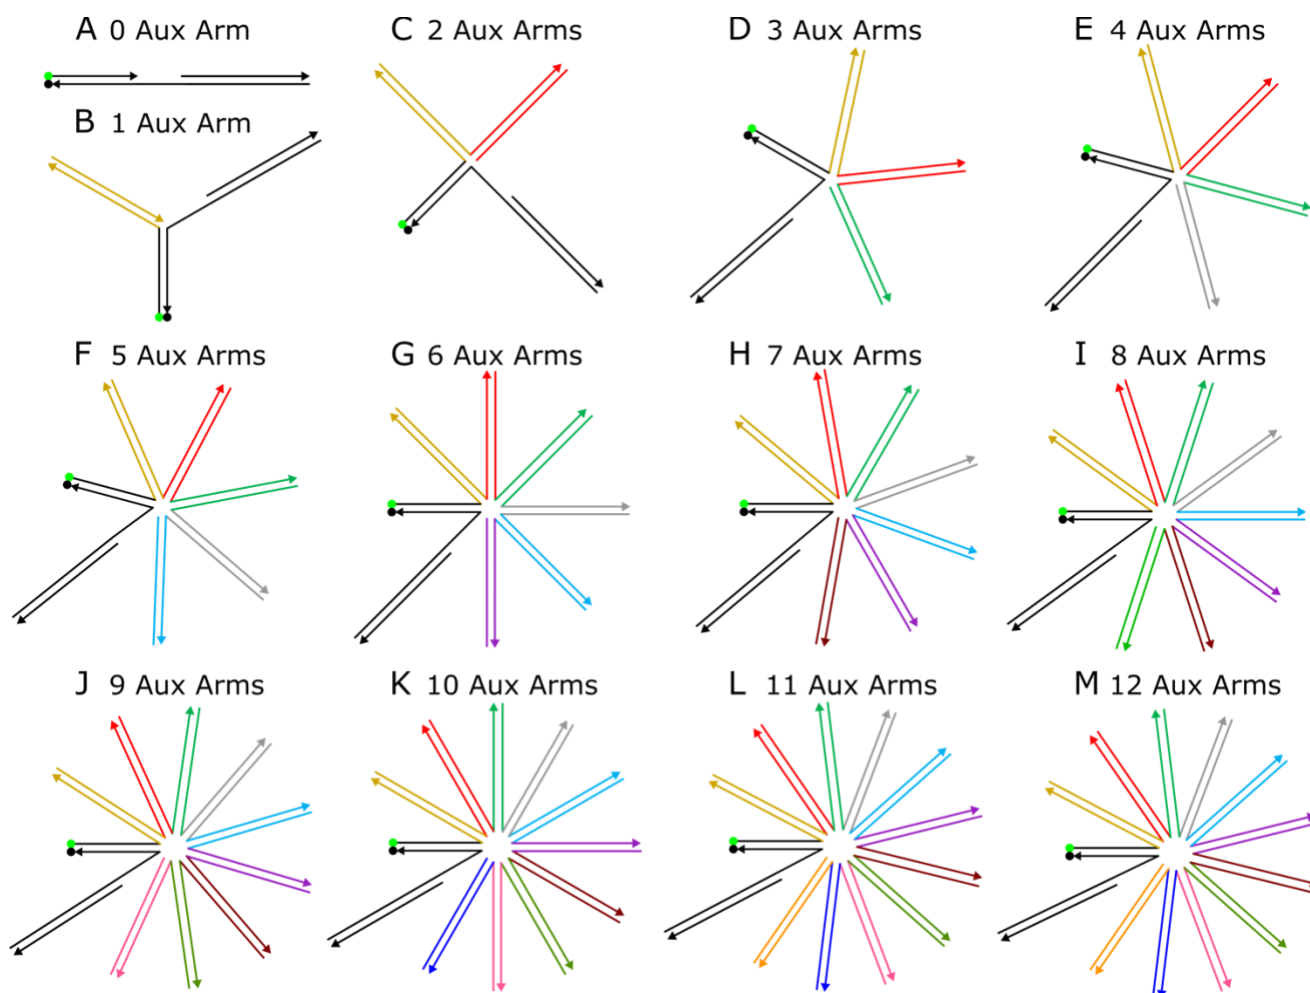 A 0 Aux Arm
B 1 Aux Arm
C 2 Aux Arms
D 3 Aux Arms
E 4 Aux Arms
F 5 Aux Arms
G 6 Aux Arms
H 7 Aux Arms
I 8 Aux Arms
J 9 Aux Arms
K 10 Aux Arms
L 11 Aux Arms
M 12 Aux Arms